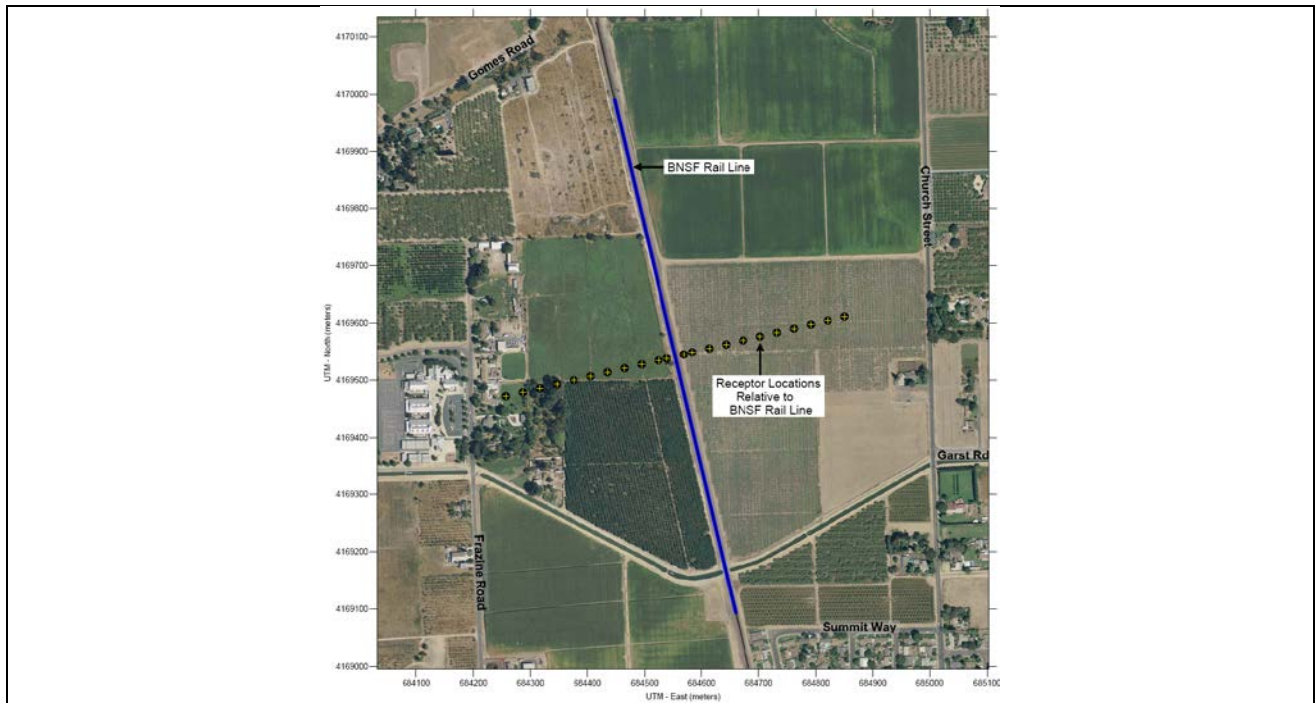 4170100
4170000
4169900
4169800
4169700
4169600
4169500
4169400
4169300
4169200
4169100
4169000
UTM - North (meters)
Gomes Road
BNSF Rail Line
Church Street
Receptor Locations
Relative to
BNSF Rail Line
Garst Rd
Frazine Road
Summit Way
684100 684200 684300 684400 684500 684600 684700 684800 684900 685000 685100
UTM - East (meters)